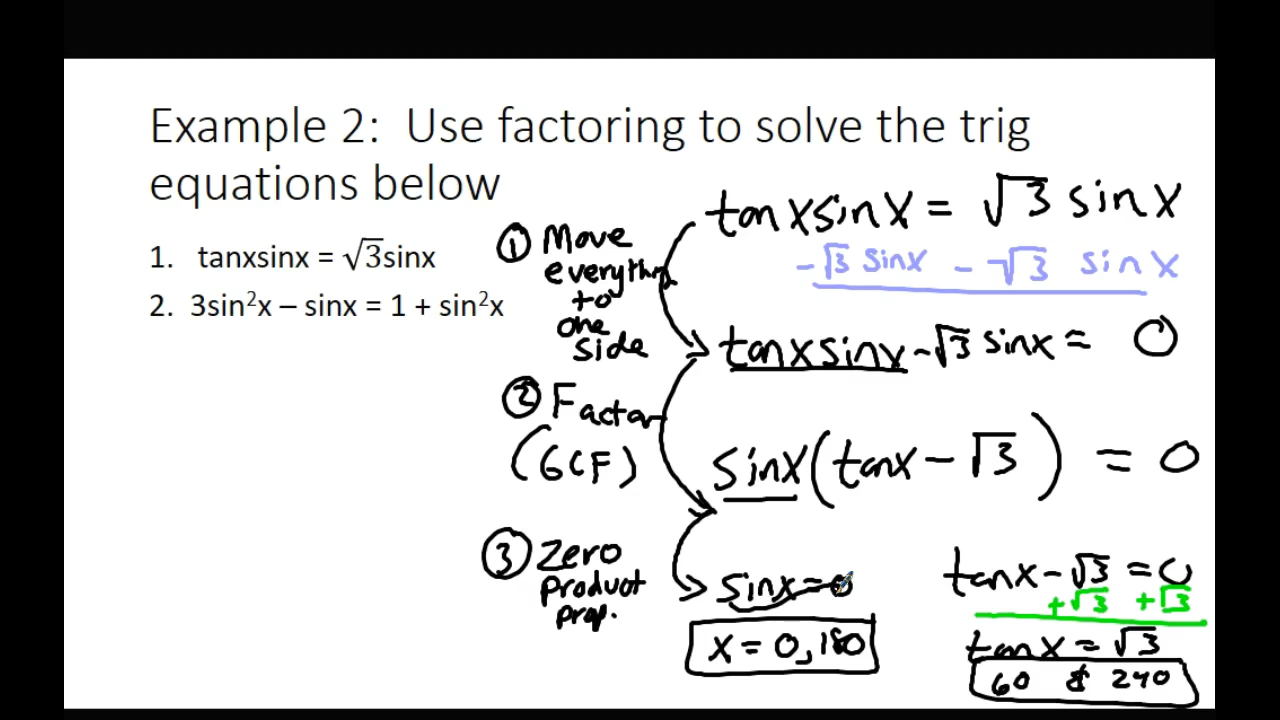 Example 2: Use factoring to solve the trig
equations below
1. tanxsinx = √3sinx
2. 3sin²x – sinx = 1 + sin²x
tanxsinx = √3 sinx
-√3 sinx - √3 sinx
① Move
everything
to
one
side
tanxsinx - √3 sinx = 0
② Factor
(GCF)
sinx(tanx - √3) = 0
③ Zero
product
prop.
sinx = 0
x = 0, 180
tanx - √3 = 0
+√3 +√3
tanx = √3
60 & 240